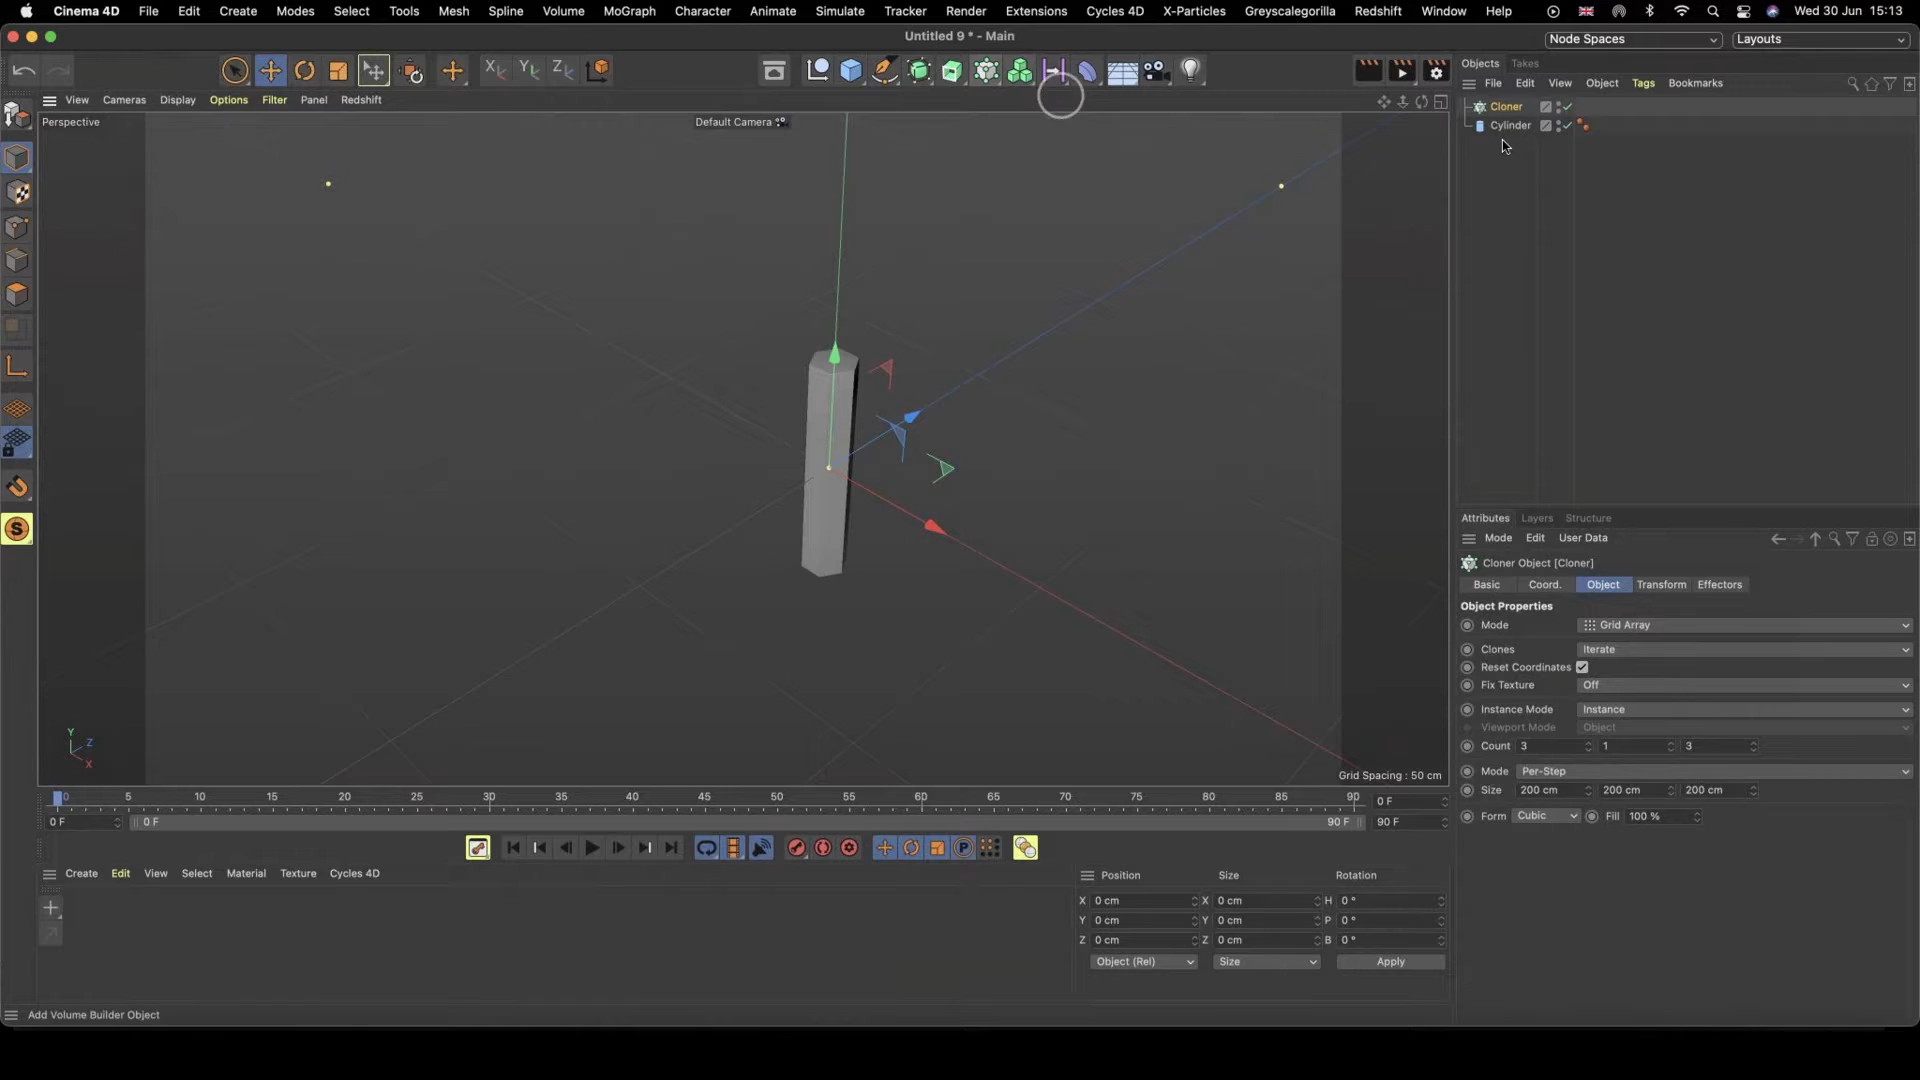 Cinema 4D File Edit Create Modes Select Tools Mesh Spline Volume MoGraph Character Animate Simulate Tracker Render Extensions Cycles 4D X-Particles Greyscalegorilla Redshift Window Help Wed 30 Jun 15:13
Untitled 9 * - Main
Node Spaces Layouts
X Y Z
Objects Takes
File Edit View Object Tags Bookmarks
View Cameras Display Options Filter Panel Redshift
Perspective
Default Camera
Cloner
Cylinder
Y
Z
X
Grid Spacing : 50 cm
S
Attributes Layers Structure
Mode Edit User Data
Cloner Object [Cloner]
Basic Coord. Object Transform Effectors
Object Properties
Mode Grid Array
Clones Iterate
Reset Coordinates
Fix Texture Off
Instance Mode Instance
Viewport Mode Object
Count 3 1 3
Mode Per-Step
Size 200 cm 200 cm 200 cm
Form Cubic Fill 100 %
0 5 10 15 20 25 30 35 40 45 50 55 60 65 70 75 80 85 90 0 F
0 F 0 F 90 F 90 F
P
Create Edit View Select Material Texture Cycles 4D
Position Size Rotation
X 0 cm X 0 cm H 0 °
Y 0 cm Y 0 cm P 0 °
Z 0 cm Z 0 cm B 0 °
Object (Rel) Size Apply
Add Volume Builder Object